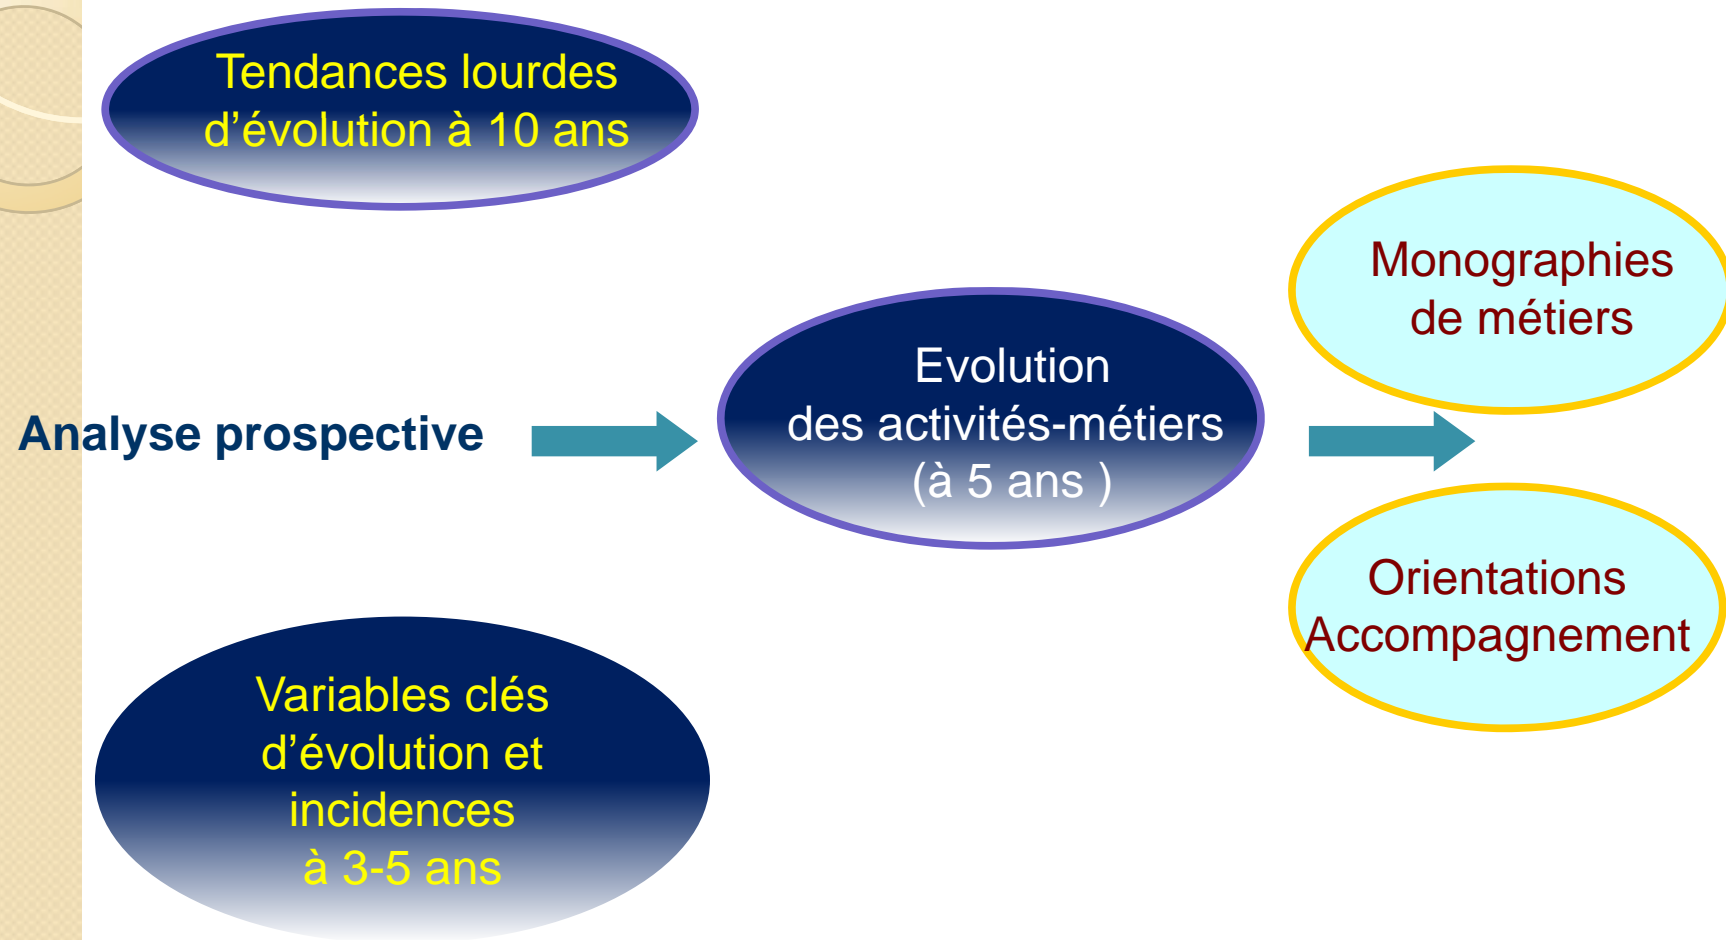 Tendances lourdes
d’évolution à 10 ans
Analyse prospective
Variables clés
d’évolution et
incidences
à 3-5 ans
Evolution
des activités-métiers
(à 5 ans )
Monographies
de métiers
Orientations
Accompagnement